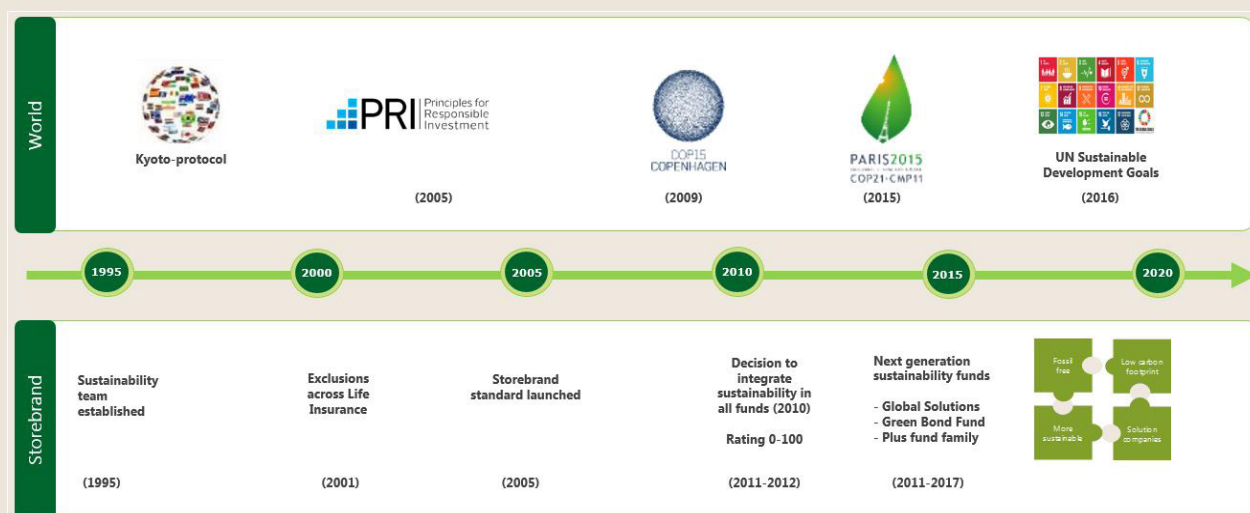 World
Kyoto-protocol
PRI
Principles for
Responsible
Investment
(2005)
COP15
COPENHAGEN
(2009)
PARIS2015
COP21·CMP11
(2015)
UN Sustainable
Development Goals
(2016)
1995
2000
2005
2010
2015
2020
Storebrand
Sustainability
team
established
(1995)
Exclusions
across Life
Insurance
(2001)
Storebrand
standard launched
(2005)
Decision to
integrate
sustainability in
all funds (2010)
Rating 0-100
(2011-2012)
Next generation
sustainability funds
- Global Solutions
- Green Bond Fund
- Plus fund family
(2011-2017)
Fossil
free
Low carbon
footprint
More
sustainable
Solution
companies